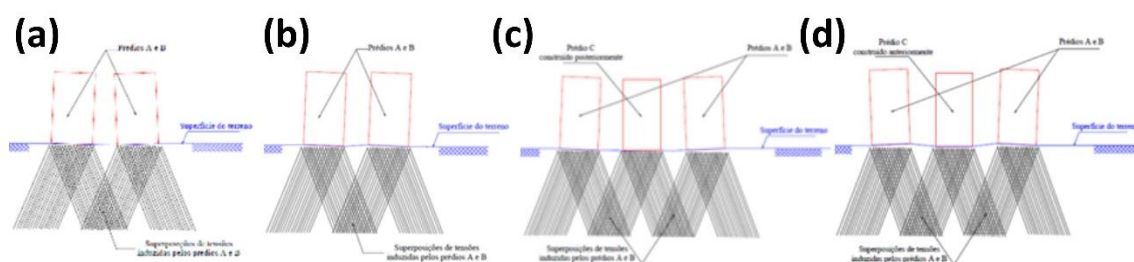 (a)
Prédios A e B
Superfície do terreno
Superposições de tensões
induzidas pelos prédios A e B
(b)
Prédios A e B
Superfície do terreno
Superposições de tensões
induzidas pelos prédios A e B
(c)
Prédio C
construído posteriormente
Prédios A e B
Superfície do terreno
Superposições de tensões
induzidas pelos prédios A e B
(d)
Prédio C
construído anteriormente
Prédios A e B
Superfície do terreno
Superposições de tensões
induzidas pelos prédios A e B